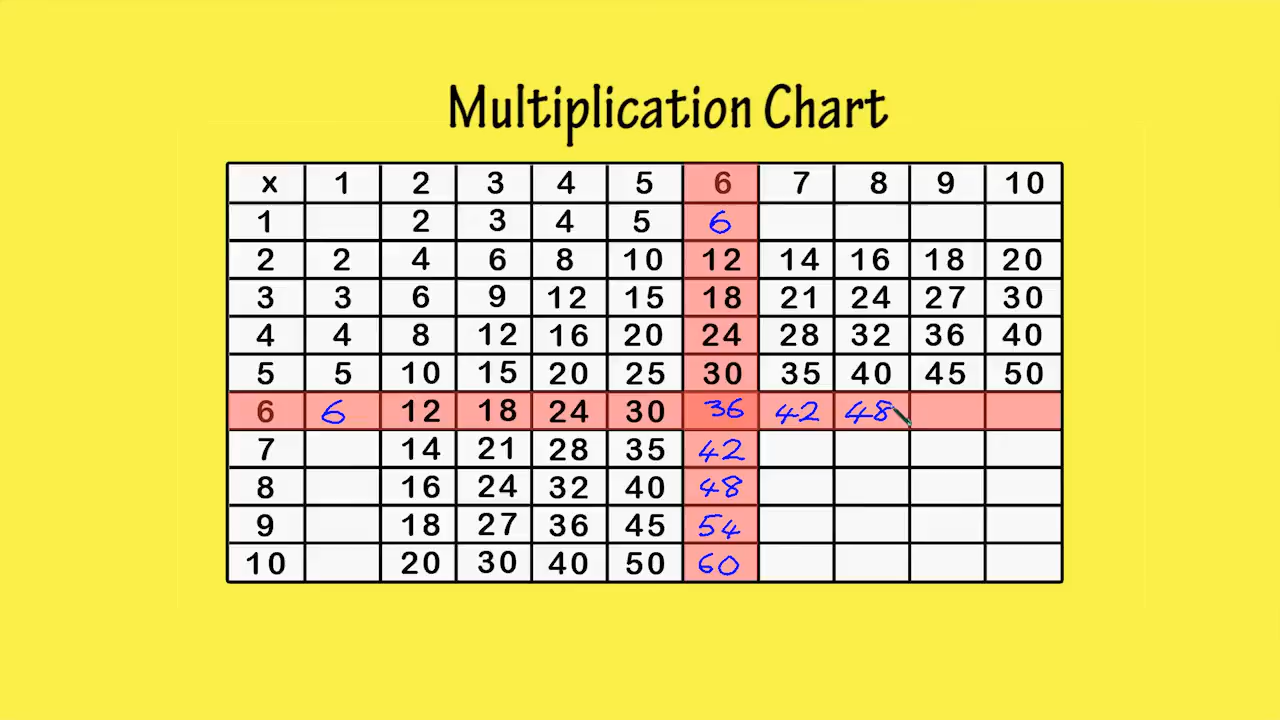 Multiplication Chart
x 1 2 3 4 5 6 7 8 9 10
1 2 3 4 5 6
2 2 4 6 8 10 12 14 16 18 20
3 3 6 9 12 15 18 21 24 27 30
4 4 8 12 16 20 24 28 32 36 40
5 5 10 15 20 25 30 35 40 45 50
6 6 12 18 24 30 36 42 48
7 14 21 28 35 42
8 16 24 32 40 48
9 18 27 36 45 54
10 20 30 40 50 60